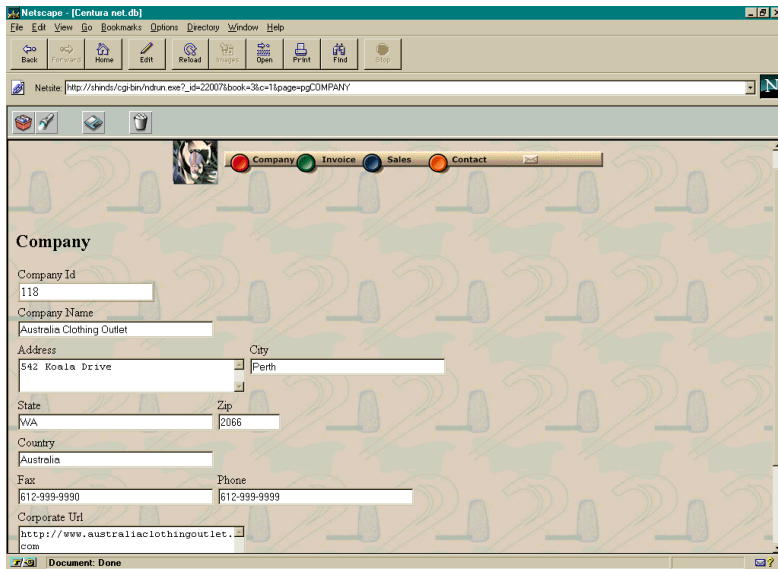 Netscape - [Centura net.db]
File Edit View Go Bookmarks Options Directory Window Help
Back Forward Home Edit Reload Images Open Print Find Stop
Netsite: http://shinds/cgi-bin/ndrun.exe?_id=22007&book=3&c=1&page=pgCOMPANY
N
Company Invoice Sales Contact
Company
Company Id
118
Company Name
Australia Clothing Outlet
Address City
542 Koala Drive Perth
State Zip
WA 2066
Country
Australia
Fax Phone
612-999-9990 612-999-9999
Corporate Url
http://www.australiaclothingoutlet.
com
Document: Done